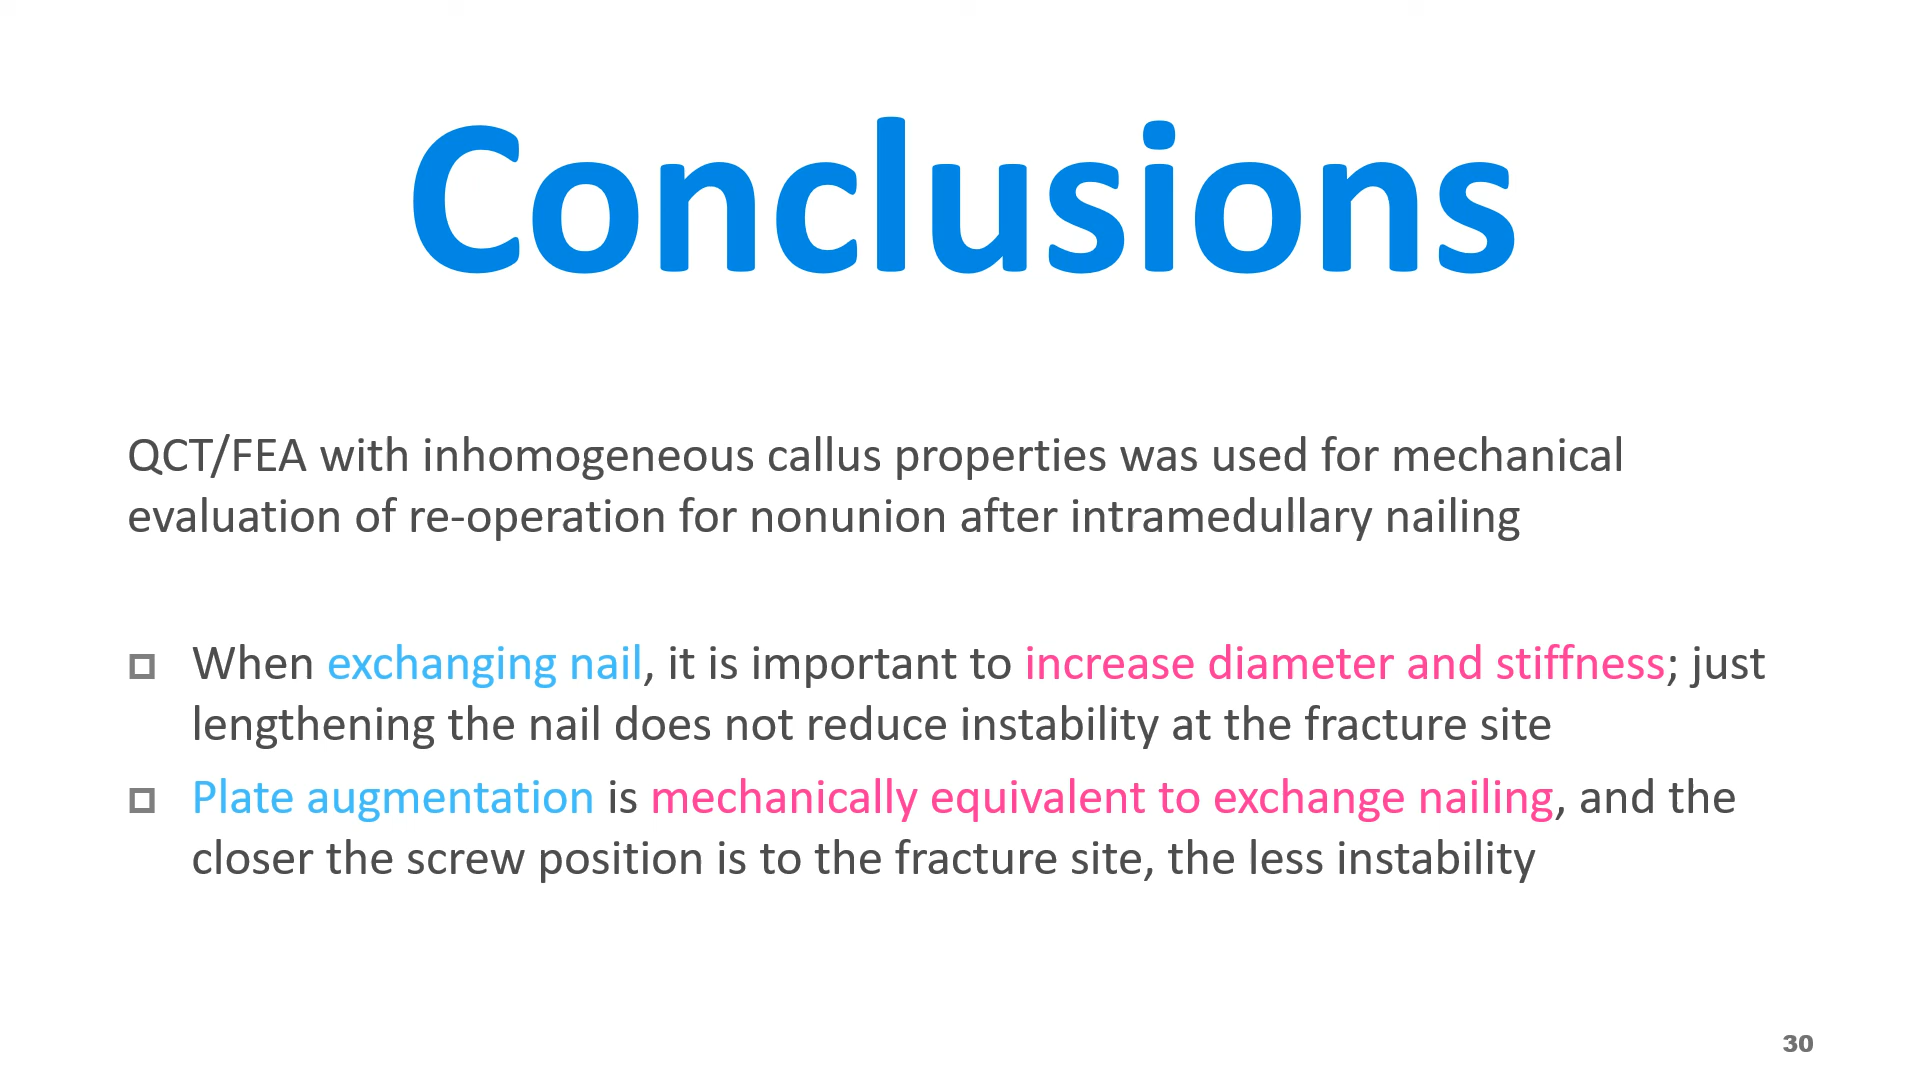 Conclusions
QCT/FEA with inhomogeneous callus properties was used for mechanical
evaluation of re-operation for nonunion after intramedullary nailing
When exchanging nail, it is important to increase diameter and stiffness; just
lengthening the nail does not reduce instability at the fracture site
Plate augmentation is mechanically equivalent to exchange nailing, and the
closer the screw position is to the fracture site, the less instability
30